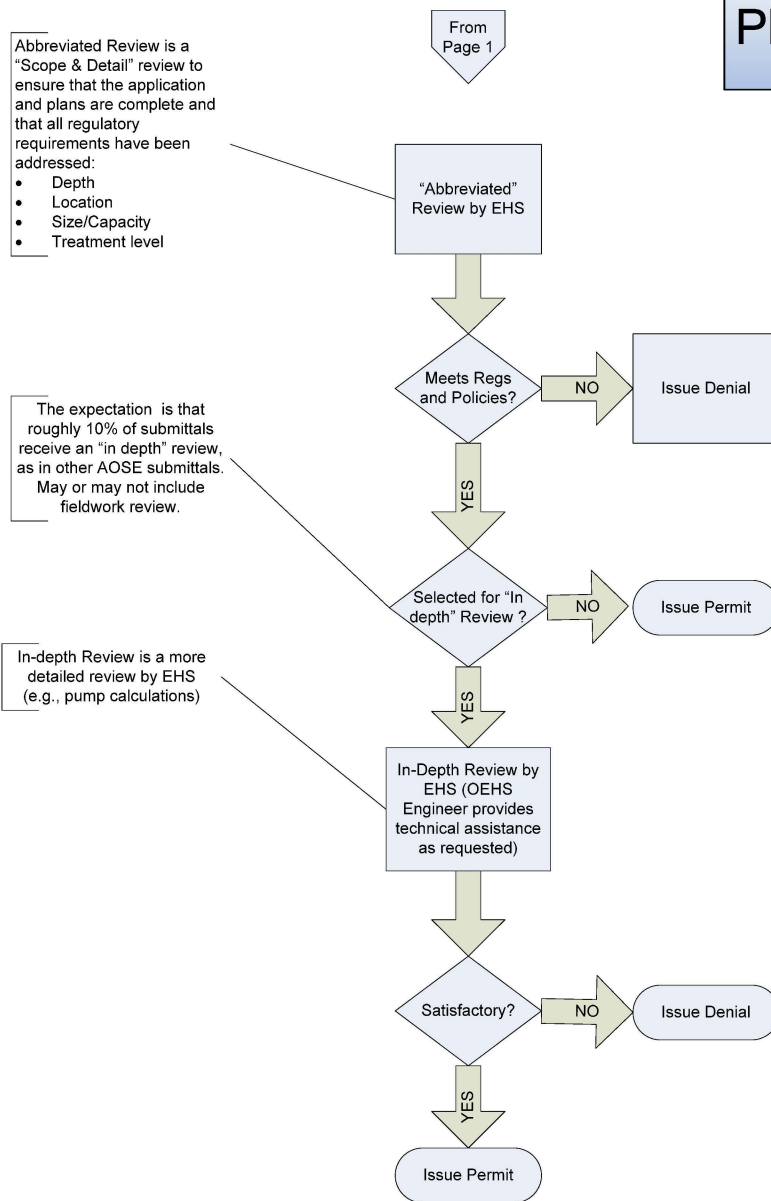 From
Page 1
Abbreviated Review is a
“Scope & Detail” review to
ensure that the application
and plans are complete and
that all regulatory
requirements have been
addressed:
• Depth
• Location
• Size/Capacity
• Treatment level
“Abbreviated”
Review by EHS
Meets Regs
and Policies?
NO
Issue Denial
YES
The expectation is that
roughly 10% of submittals
receive an “in depth” review,
as in other AOSE submittals.
May or may not include
fieldwork review.
Selected for “In
depth” Review ?
NO
Issue Permit
YES
In-depth Review is a more
detailed review by EHS
(e.g., pump calculations)
In-Depth Review by
EHS (OEHS
Engineer provides
technical assistance
as requested)
Satisfactory?
NO
Issue Denial
YES
Issue Permit